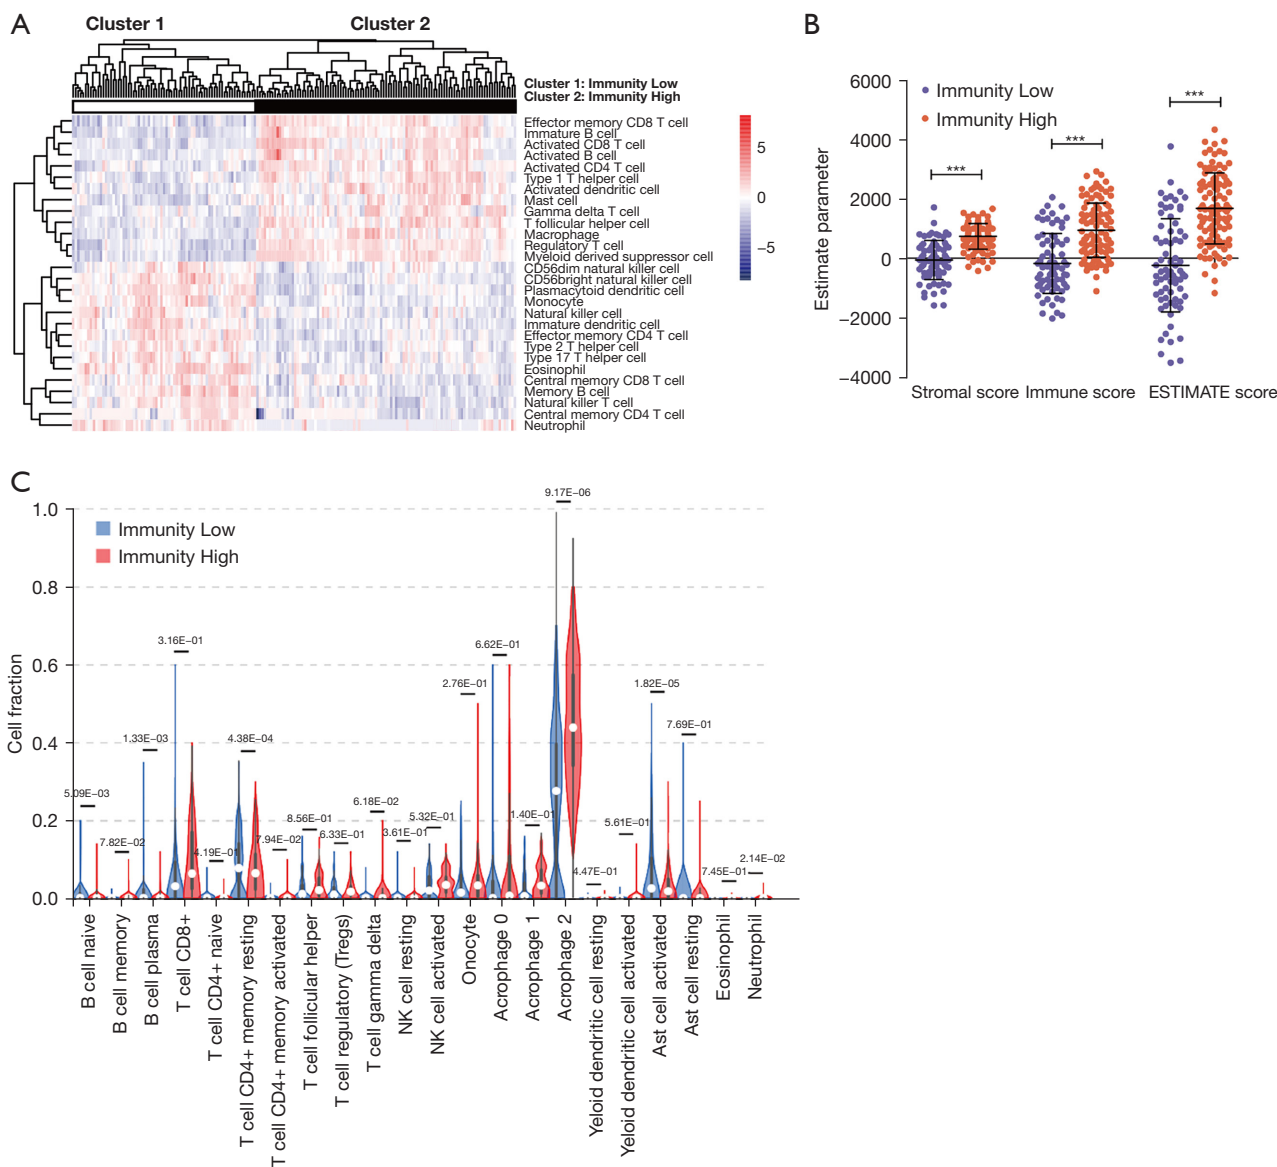 A
Cluster 1
Cluster 2
Cluster 1: Immunity Low
Cluster 2: Immunity High
Effector memory CD8 T cell
Immature B cell
Activated CD8 T cell
Activated B cell
Activated CD4 T cell
Type 1 T helper cell
Activated dendritic cell
Mast cell
Gamma delta T cell
T follicular helper cell
Macrophage
Regulatory T cell
Myeloid derived suppressor cell
CD56dim natural killer cell
CD56bright natural killer cell
Plasmacytoid dendritic cell
Monocyte
Natural killer cell
Immature dendritic cell
Effector memory CD4 T cell
Type 2 T helper cell
Type 17 T helper cell
Eosinophil
Central memory CD8 T cell
Memory B cell
Natural killer T cell
Central memory CD4 T cell
Neutrophil
5
0
−5
B
Estimate parameter
6000
4000
2000
0
−2000
−4000
Immunity Low
Immunity High
***
***
***
Stromal score
Immune score
ESTIMATE score
C
Cell fraction
1.0
0.8
0.6
0.4
0.2
0.0
Immunity Low
Immunity High
5.09E−03
7.82E−02
1.33E−03
3.16E−01
4.19E−01
4.38E−04
7.94E−02
8.56E−01
6.33E−01
6.18E−02
3.61E−01
5.32E−01
2.76E−01
6.62E−01
1.40E−01
9.17E−06
4.47E−01
5.61E−01
1.82E−05
7.69E−01
7.45E−01
2.14E−02
B cell naive
B cell memory
B cell plasma
T cell CD8+
T cell CD4+ naive
T cell CD4+ memory resting
T cell CD4+ memory activated
T cell follicular helper
T cell regulatory (Tregs)
T cell gamma delta
NK cell resting
NK cell activated
Onocyte
Acrophage 0
Acrophage 1
Acrophage 2
Yeloid dendritic cell resting
Yeloid dendritic cell activated
Ast cell activated
Ast cell resting
Eosinophil
Neutrophil